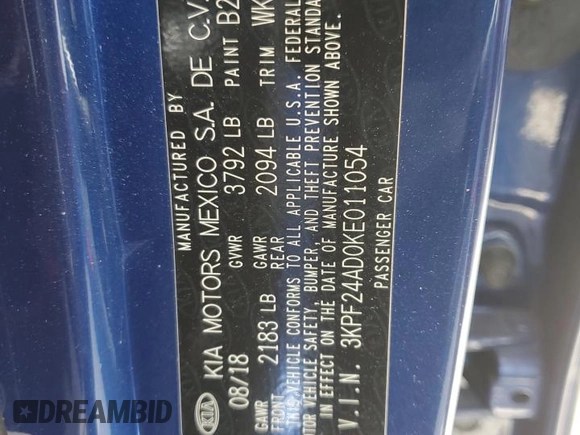 MANUFACTURED BY
KIA KIA MOTORS MEXICO S.A. DE C.V.
08/18 GVWR 3792 LB PAINT
GAWR FRONT 2183 LB GAWR REAR 2094 LB TRIM
THIS VEHICLE CONFORMS TO ALL APPLICABLE U.S.A. FEDERAL
MOTOR VEHICLE SAFETY, BUMPER, AND THEFT PREVENTION
IN EFFECT ON THE DATE OF MANUFACTURE SHOWN ABOVE.
V.I.N. 3KPF24AD0KE011054
PASSENGER CAR
DREAMBID